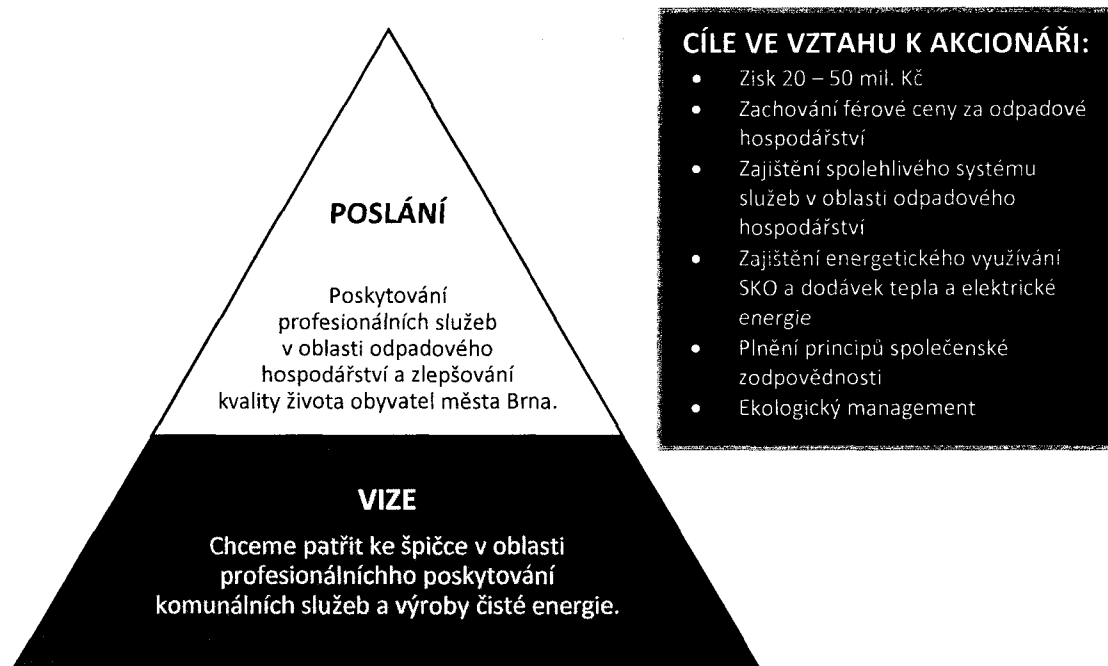 POSLÁNÍ
Poskytování
profesionálních služeb
v oblasti odpadového
hospodářství a zlepšování
kvality života obyvatel města Brna.
VIZE
Chceme patřit ke špičce v oblasti
profesionálníchho poskytování
komunálních služeb a výroby čisté energie.
CÍLE VE VZTAHU K AKCIONÁŘI:
• Zisk 20 – 50 mil. Kč
• Zachování férové ceny za odpadové
hospodářství
• Zajištění spolehlivého systému
služeb v oblasti odpadového
hospodářství
• Zajištění energetického využívání
SKO a dodávek tepla a elektrické
energie
• Plnění principů společenské
zodpovědnosti
• Ekologický management